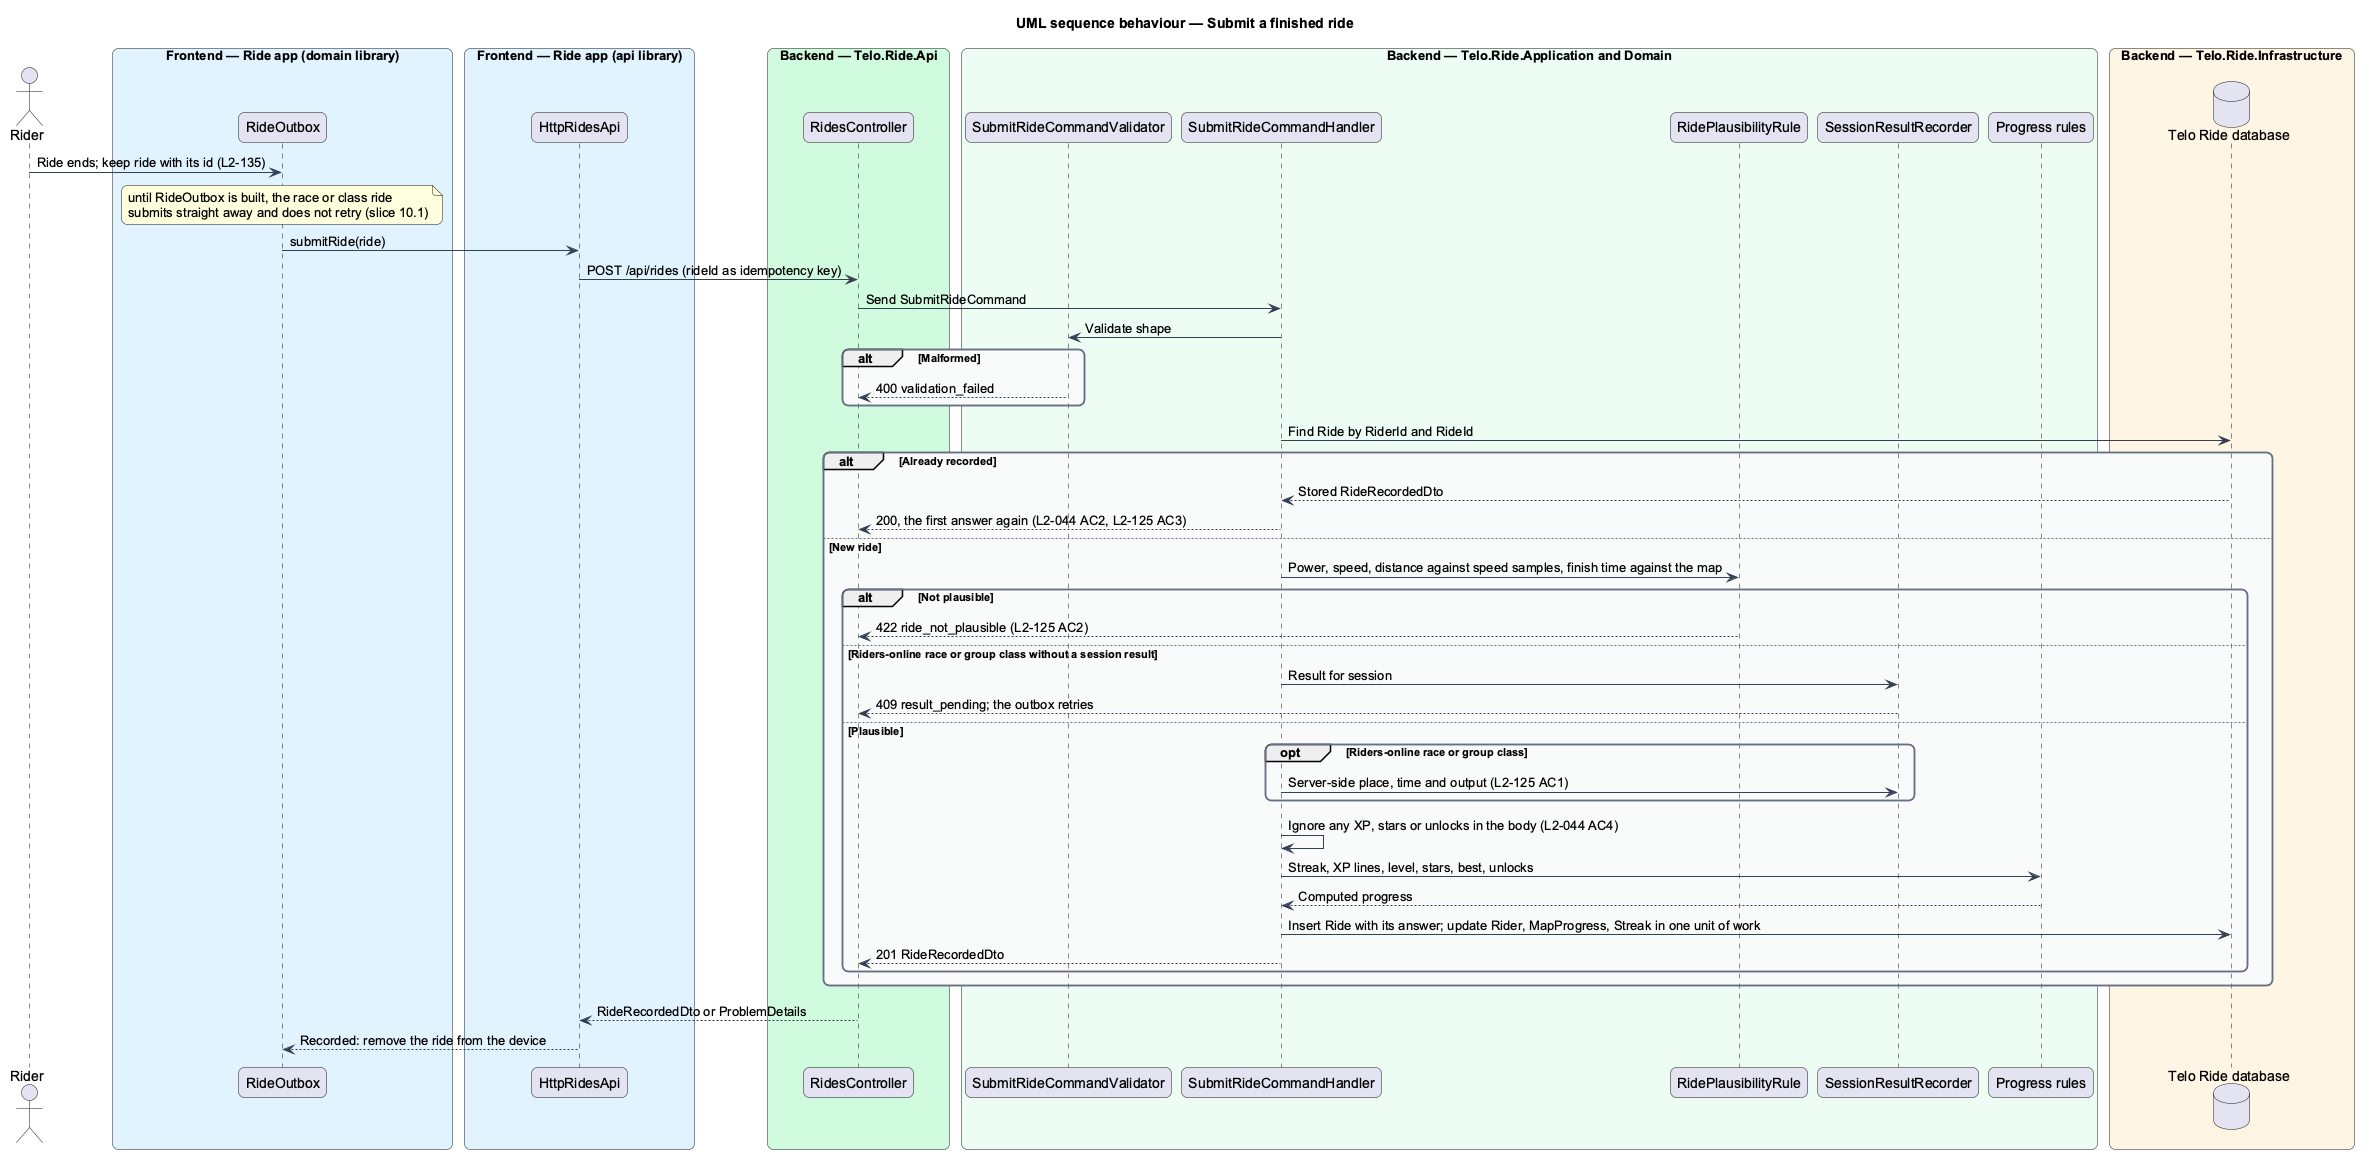 UML sequence behaviour — Submit a finished ride
Frontend — Ride app (domain library)
Frontend — Ride app (api library)
Backend — Telo.Ride.Api
Backend — Telo.Ride.Application and Domain
Backend — Telo.Ride.Infrastructure
Rider
RideOutbox
HttpRidesApi
RidesController
SubmitRideCommandValidator
SubmitRideCommandHandler
RidePlausibilityRule
SessionResultRecorder
Progress rules
Telo Ride database
Ride ends; keep ride with its id (L2-135)
until RideOutbox is built, the race or class ride
submits straight away and does not retry (slice 10.1)
submitRide(ride)
POST /api/rides (rideId as idempotency key)
Send SubmitRideCommand
Validate shape
alt
[Malformed]
400 validation_failed
Find Ride by RiderId and RideId
alt
[Already recorded]
Stored RideRecordedDto
200, the first answer again (L2-044 AC2, L2-125 AC3)
[New ride]
Power, speed, distance against speed samples, finish time against the map
alt
[Not plausible]
422 ride_not_plausible (L2-125 AC2)
[Riders-online race or group class without a session result]
Result for session
409 result_pending; the outbox retries
[Plausible]
opt
[Riders-online race or group class]
Server-side place, time and output (L2-125 AC1)
Ignore any XP, stars or unlocks in the body (L2-044 AC4)
Streak, XP lines, level, stars, best, unlocks
Computed progress
Insert Ride with its answer; update Rider, MapProgress, Streak in one unit of work
201 RideRecordedDto
RideRecordedDto or ProblemDetails
Recorded: remove the ride from the device
Rider
RideOutbox
HttpRidesApi
RidesController
SubmitRideCommandValidator
SubmitRideCommandHandler
RidePlausibilityRule
SessionResultRecorder
Progress rules
Telo Ride database